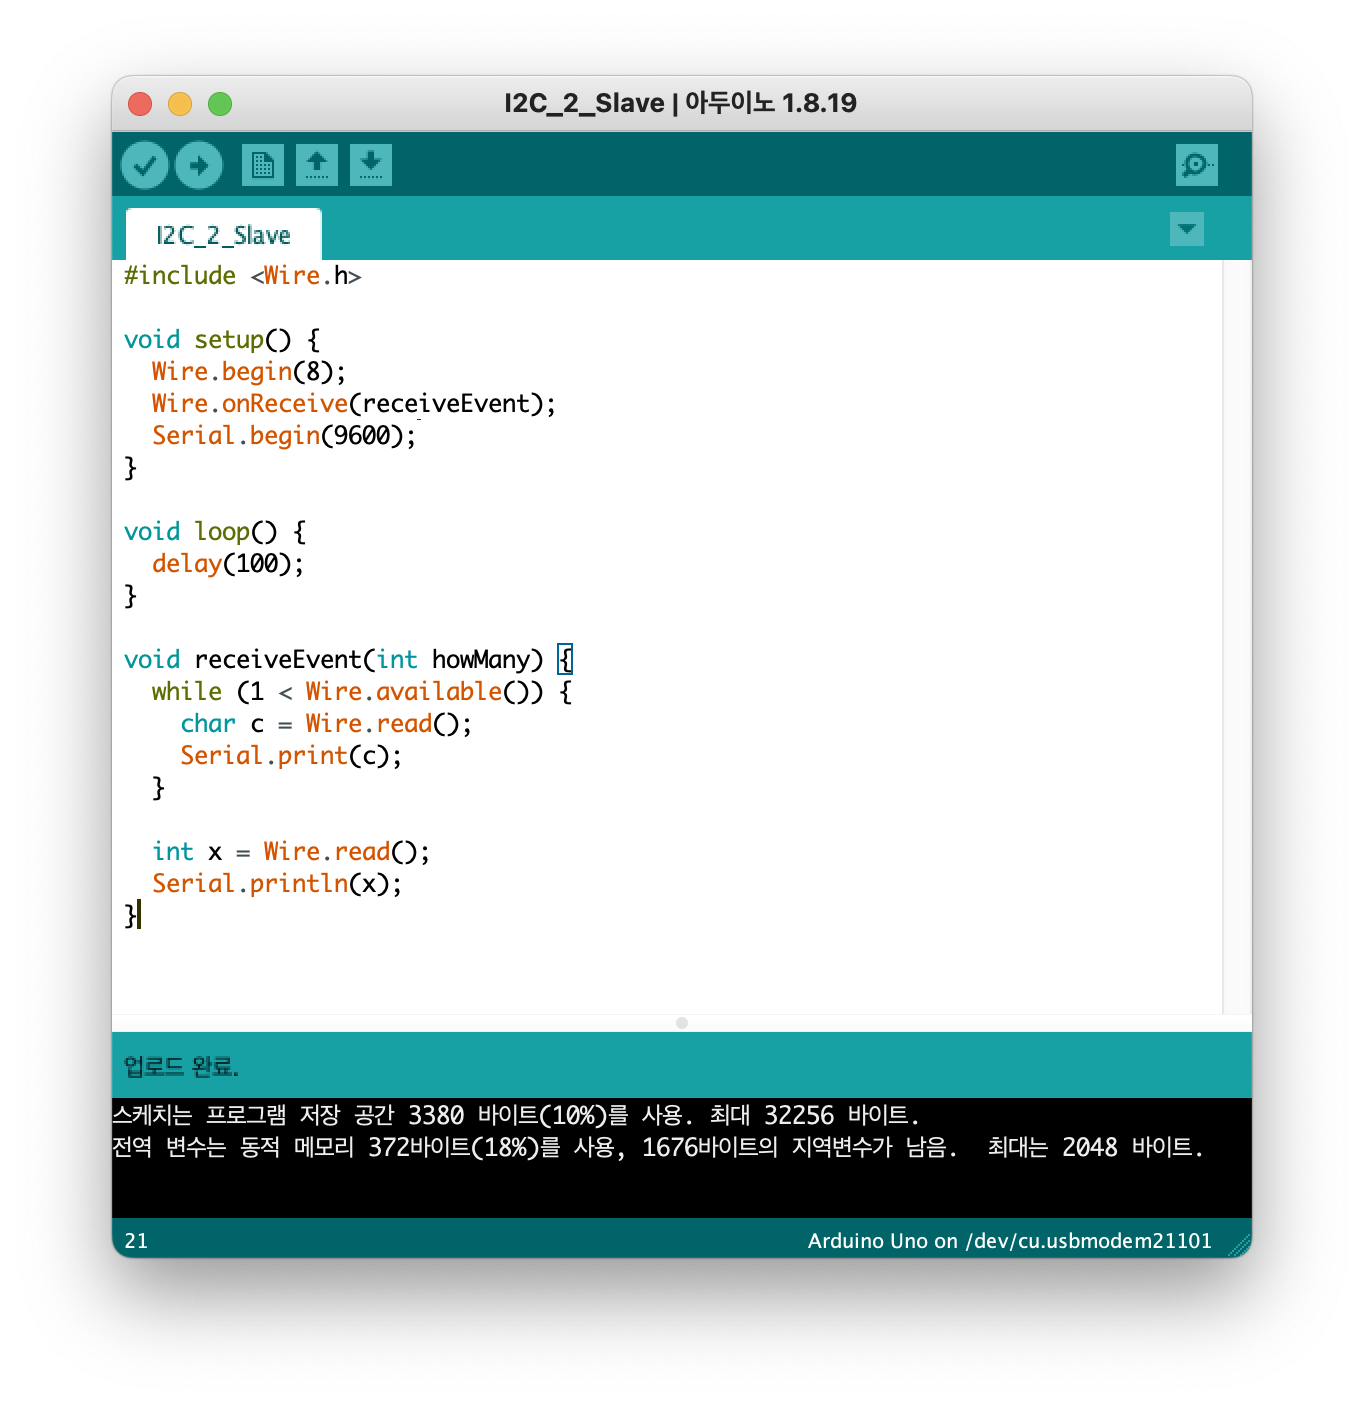 I2C_2_Slave | 아두이노 1.8.19
I2C_2_Slave
#include <Wire.h>

void setup() {
  Wire.begin(8);
  Wire.onReceive(receiveEvent);
  Serial.begin(9600);
}

void loop() {
  delay(100);
}

void receiveEvent(int howMany) {
  while (1 < Wire.available()) {
    char c = Wire.read();
    Serial.print(c);
  }

  int x = Wire.read();
  Serial.println(x);
}
업로드 완료.
스케치는 프로그램 저장 공간 3380 바이트(10%)를 사용. 최대 32256 바이트.
전역 변수는 동적 메모리 372바이트(18%)를 사용, 1676바이트의 지역변수가 남음.  최대는 2048 바이트.
21
Arduino Uno on /dev/cu.usbmodem21101